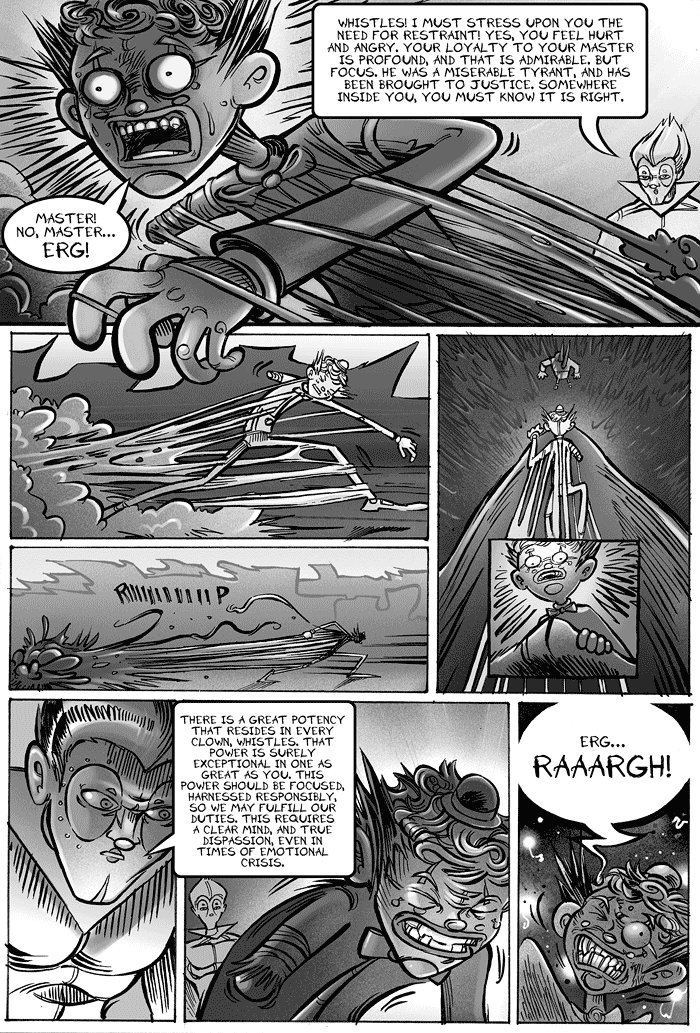 WHISTLES! I MUST STRESS UPON YOU THE
NEED FOR RESTRAINT! YES, YOU FEEL HURT
AND ANGRY. YOUR LOYALTY TO YOUR MASTER
IS PROFOUND, AND THAT IS ADMIRABLE. BUT
FOCUS. HE WAS A MISERABLE TYRANT, AND HAS
BEEN BROUGHT TO JUSTICE. SOMEWHERE
INSIDE YOU, YOU MUST KNOW IT IS RIGHT.
MASTER!
NO, MASTER...
ERG!
RIIIIIIIIIIP
THERE IS A GREAT POTENCY
THAT RESIDES IN EVERY
CLOWN, WHISTLES. THAT
POWER IS SURELY
EXCEPTIONAL IN ONE AS
GREAT AS YOU. THIS
POWER SHOULD BE FOCUSED,
HARNESSED RESPONSIBLY,
SO WE MAY FULFILL OUR
DUTIES. THIS REQUIRES
A CLEAR MIND, AND TRUE
DISPASSION, EVEN IN
TIMES OF EMOTIONAL
CRISIS.
ERG...
RAAARGH!